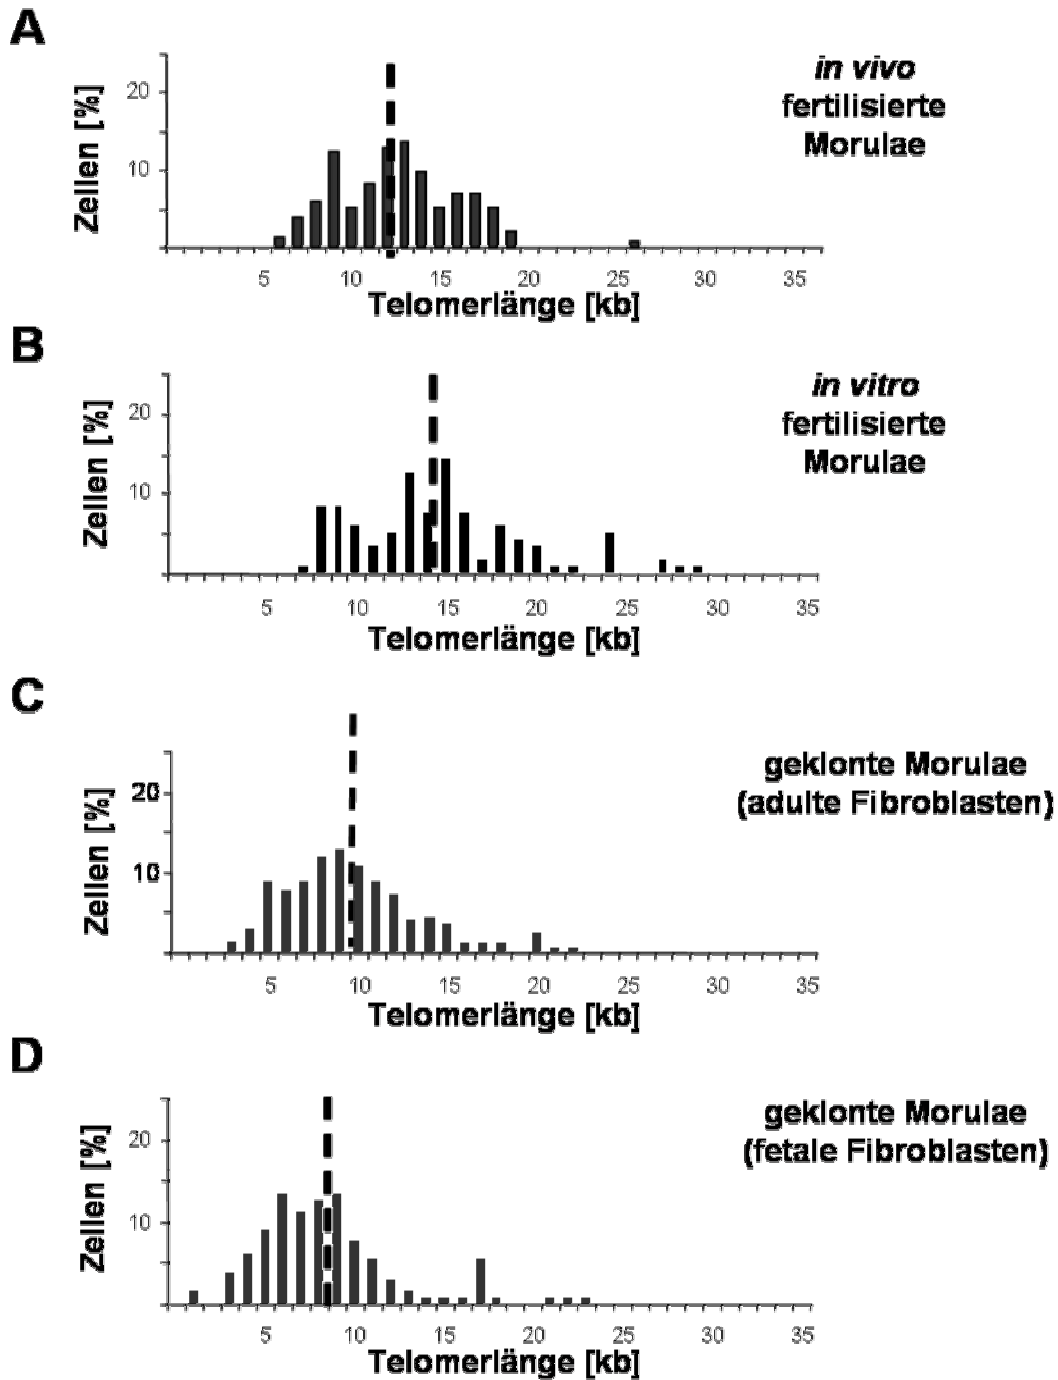 A
in vivo
fertilisierte
Morulae
Zellen [%]
20
10
5 10 15 20 25 30 35
Telomerlänge [kb]
B
in vitro
fertilisierte
Morulae
Zellen [%]
20
10
5 10 15 20 25 30 35
Telomerlänge [kb]
C
geklonte Morulae
(adulte Fibroblasten)
Zellen [%]
20
10
5 10 15 20 25 30 35
Telomerlänge [kb]
D
geklonte Morulae
(fetale Fibroblasten)
Zellen [%]
20
10
5 10 15 20 25 30 35
Telomerlänge [kb]